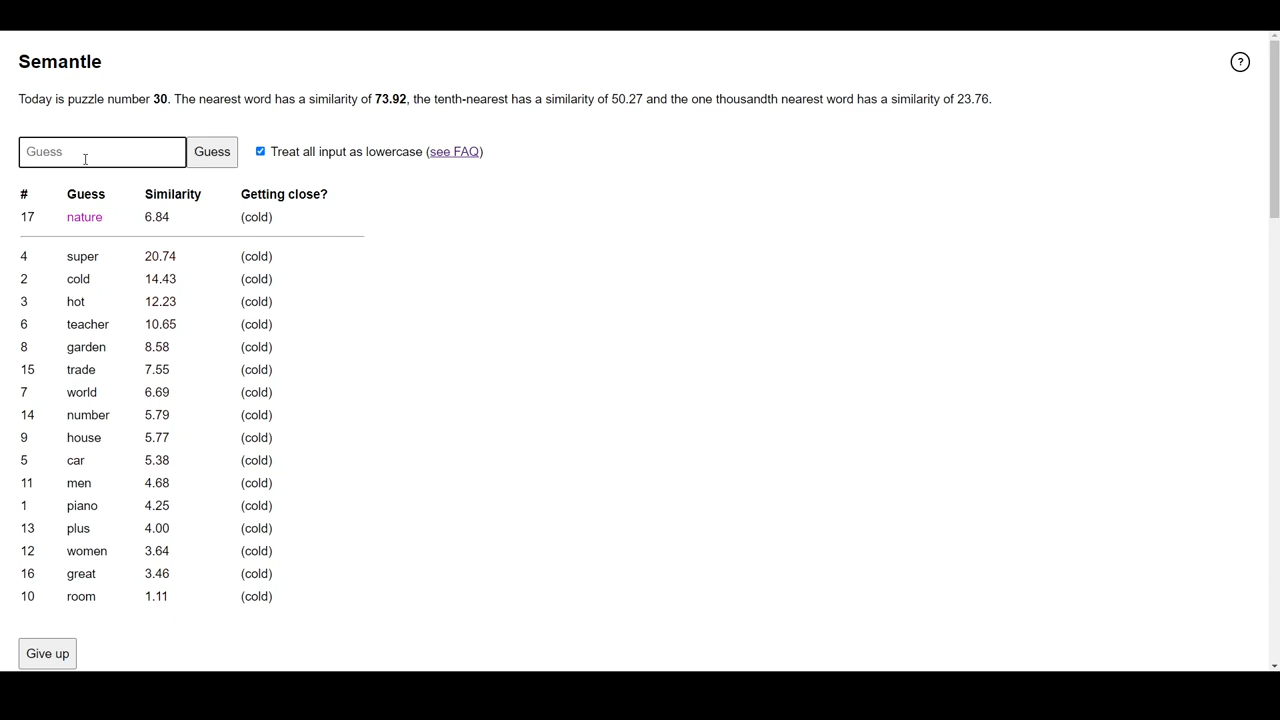 Semantle
?
Today is puzzle number 30. The nearest word has a similarity of 73.92, the tenth-nearest has a similarity of 50.27 and the one thousandth nearest word has a similarity of 23.76.
Guess Guess Treat all input as lowercase (see FAQ)
# Guess Similarity Getting close?
17 nature 6.84 (cold)
4 super 20.74 (cold)
2 cold 14.43 (cold)
3 hot 12.23 (cold)
6 teacher 10.65 (cold)
8 garden 8.58 (cold)
15 trade 7.55 (cold)
7 world 6.69 (cold)
14 number 5.79 (cold)
9 house 5.77 (cold)
5 car 5.38 (cold)
11 men 4.68 (cold)
1 piano 4.25 (cold)
13 plus 4.00 (cold)
12 women 3.64 (cold)
16 great 3.46 (cold)
10 room 1.11 (cold)
Give up